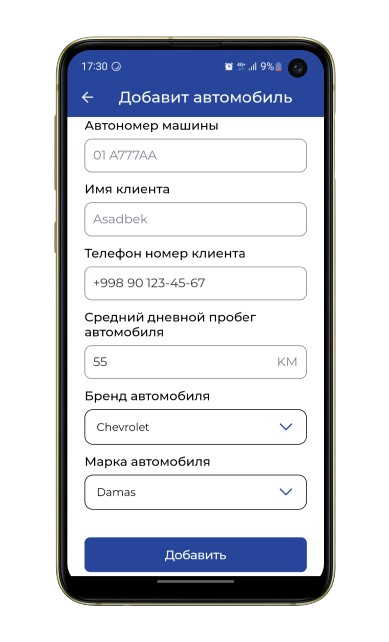 17:30
9%
Добавит автомобиль
Автономер машины
01 A777AA
Имя клиента
Asadbek
Телефон номер клиента
+998 90 123-45-67
Средний дневной пробег
автомобиля
55 KM
Бренд автомобиля
Chevrolet
Марка автомобиля
Damas
Добавить